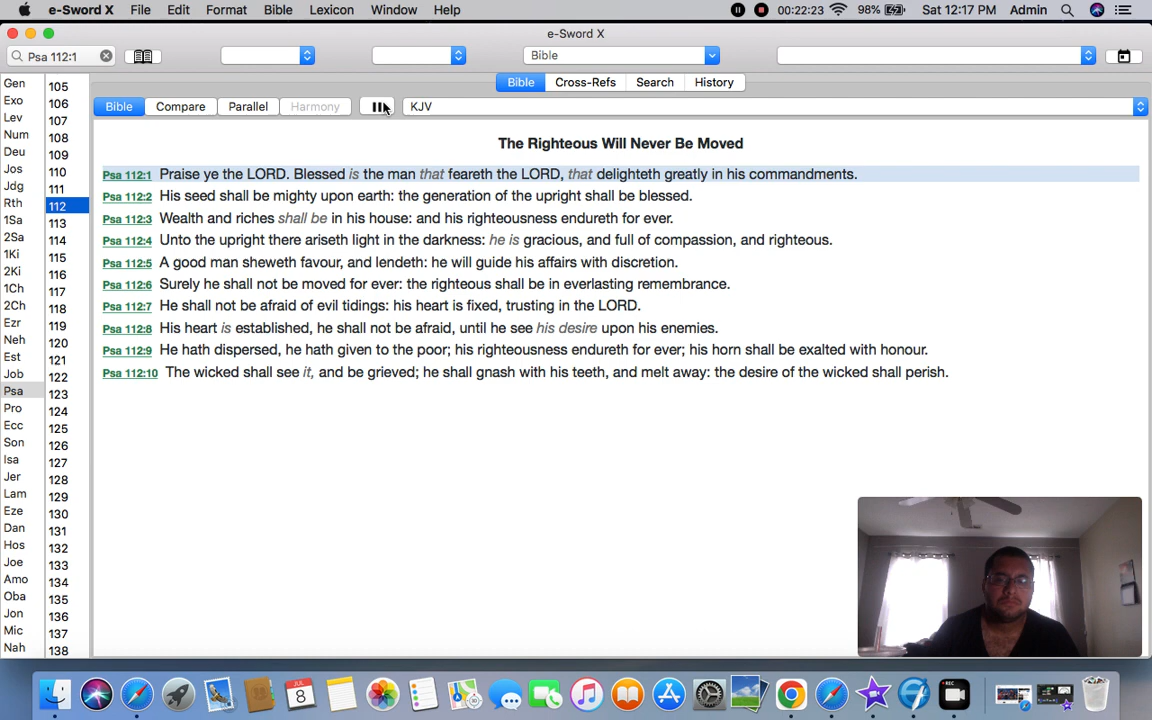 e-Sword X File Edit Format Bible Lexicon Window Help 00:22:23 98% Sat 12:17 PM Admin
e-Sword X
Psa 112:1 Bible
Bible Cross-Refs Search History
Bible Compare Parallel Harmony KJV
Gen
Exo
Lev
Num
Deu
Jos
Jdg
Rth
1Sa
2Sa
1Ki
2Ki
1Ch
2Ch
Ezr
Neh
Est
Job
Psa
Pro
Ecc
Son
Isa
Jer
Lam
Eze
Dan
Hos
Joe
Amo
Oba
Jon
Mic
Nah
105
106
107
108
109
110
111
112
113
114
115
116
117
118
119
120
121
122
123
124
125
126
127
128
129
130
131
132
133
134
135
136
137
138
The Righteous Will Never Be Moved
Psa 112:1 Praise ye the LORD. Blessed is the man that feareth the LORD, that delighteth greatly in his commandments.
Psa 112:2 His seed shall be mighty upon earth: the generation of the upright shall be blessed.
Psa 112:3 Wealth and riches shall be in his house: and his righteousness endureth for ever.
Psa 112:4 Unto the upright there ariseth light in the darkness: he is gracious, and full of compassion, and righteous.
Psa 112:5 A good man sheweth favour, and lendeth: he will guide his affairs with discretion.
Psa 112:6 Surely he shall not be moved for ever: the righteous shall be in everlasting remembrance.
Psa 112:7 He shall not be afraid of evil tidings: his heart is fixed, trusting in the LORD.
Psa 112:8 His heart is established, he shall not be afraid, until he see his desire upon his enemies.
Psa 112:9 He hath dispersed, he hath given to the poor; his righteousness endureth for ever; his horn shall be exalted with honour.
Psa 112:10 The wicked shall see it, and be grieved; he shall gnash with his teeth, and melt away: the desire of the wicked shall perish.
JUL
8
REC